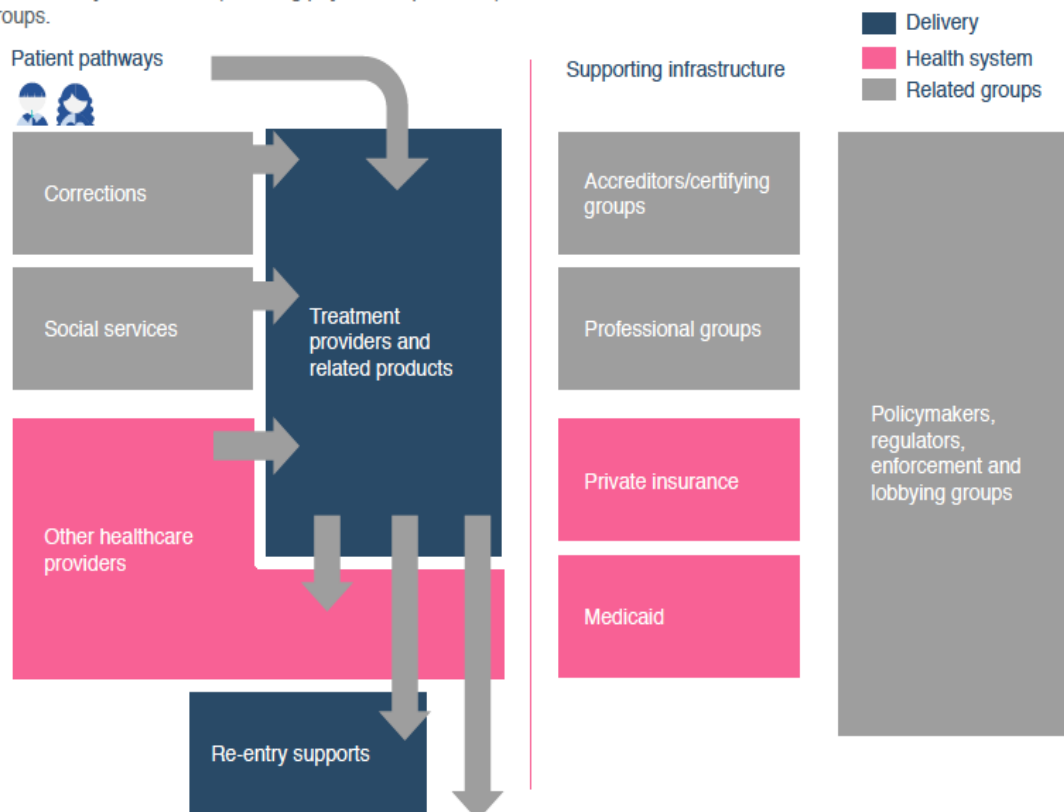 roups.
Patient pathways
Delivery
Health system
Related groups
Supporting infrastructure
Corrections
Social services
Other healthcare
providers
Treatment
providers and
related products
Re-entry supports
Accreditors/certifying
groups
Professional groups
Private insurance
Medicaid
Policymakers,
regulators,
enforcement and
lobbying groups